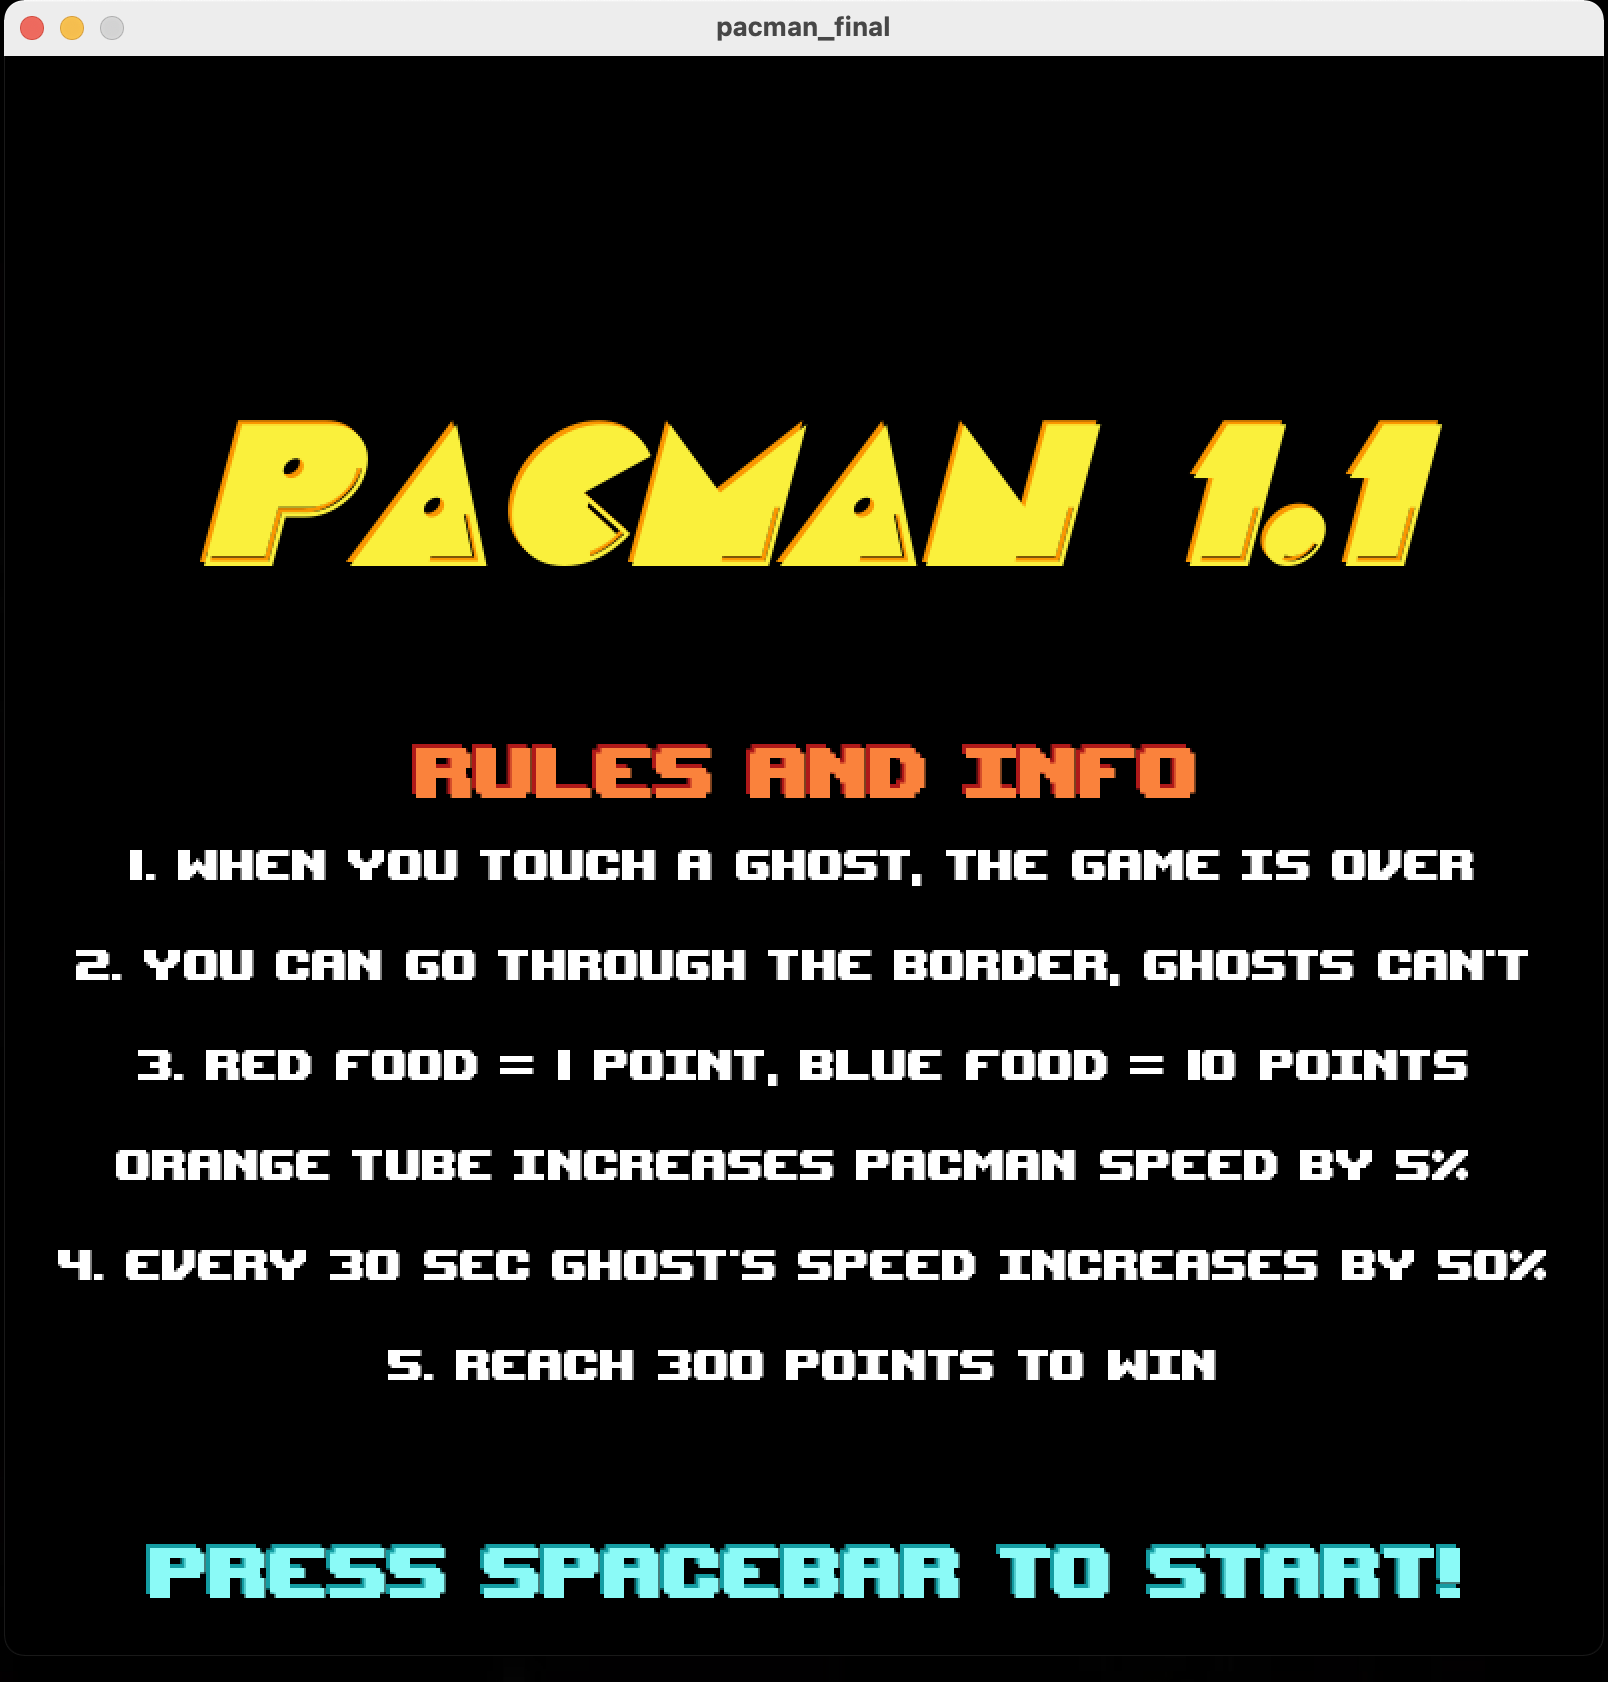 pacman_final
PACMAN 1.1
RULES AND INFO
1. WHEN YOU TOUCH A GHOST, THE GAME IS OVER
2. YOU CAN GO THROUGH THE BORDER, GHOSTS CAN'T
3. RED FOOD = 1 POINT, BLUE FOOD = 10 POINTS
ORANGE TUBE INCREASES PACMAN SPEED BY 5%
4. EVERY 30 SEC GHOST'S SPEED INCREASES BY 50%
5. REACH 300 POINTS TO WIN
PRESS SPACEBAR TO START!